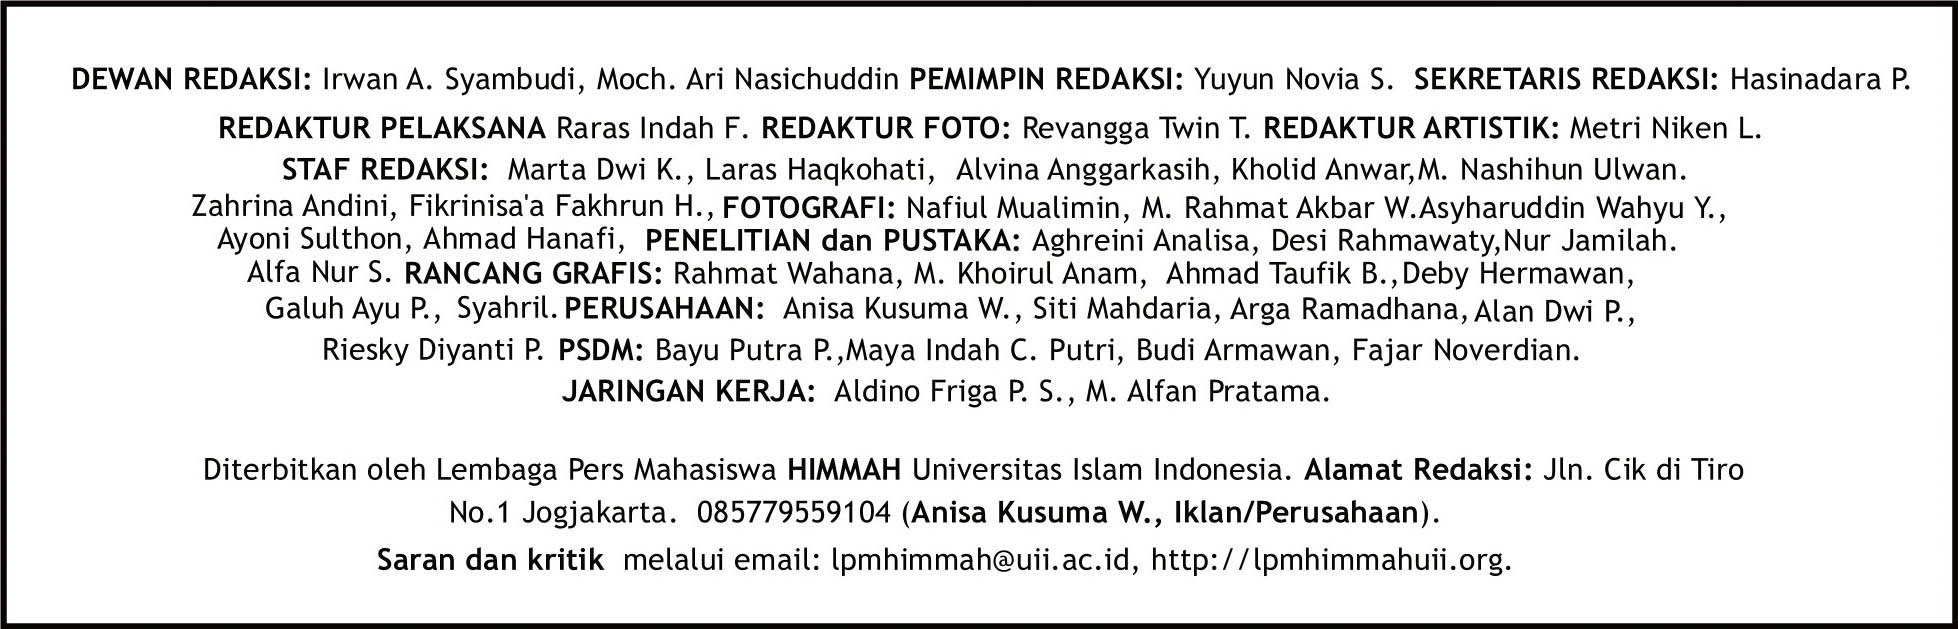 DEWAN REDAKSI: Irwan A. Syambudi, Moch. Ari Nasichuddin PEMIMPIN REDAKSI: Yuyun Novia S. SEKRETARIS REDAKSI: Hasinadara P.
REDAKTUR PELAKSANA Raras Indah F. REDAKTUR FOTO: Revangga Twin T. REDAKTUR ARTISTIK: Metri Niken L.
STAF REDAKSI: Marta Dwi K., Laras Haqkohati, Alvina Anggarkasih, Kholid Anwar,M. Nashihun Ulwan.
Zahrina Andini, Fikrinisa'a Fakhrun H., FOTOGRAFI: Nafiul Mualimin, M. Rahmat Akbar W.Asyharuddin Wahyu Y.,
Ayoni Sulthon, Ahmad Hanafi, PENELITIAN dan PUSTAKA: Aghreini Analisa, Desi Rahmawaty,Nur Jamilah.
Alfa Nur S. RANCANG GRAFIS: Rahmat Wahana, M. Khoirul Anam, Ahmad Taufik B.,Deby Hermawan,
Galuh Ayu P., Syahril. PERUSAHAAN: Anisa Kusuma W., Siti Mahdaria, Arga Ramadhana, Alan Dwi P.,
Riesky Diyanti P. PSDM: Bayu Putra P.,Maya Indah C. Putri, Budi Armawan, Fajar Noverdian.
JARINGAN KERJA: Aldino Friga P. S., M. Alfan Pratama.
Diterbitkan oleh Lembaga Pers Mahasiswa HIMMAH Universitas Islam Indonesia. Alamat Redaksi: Jln. Cik di Tiro
No.1 Jogjakarta. 085779559104 (Anisa Kusuma W., Iklan/Perusahaan).
Saran dan kritik melalui email: lpmhimmah@uii.ac.id, http://lpmhimmahuii.org.